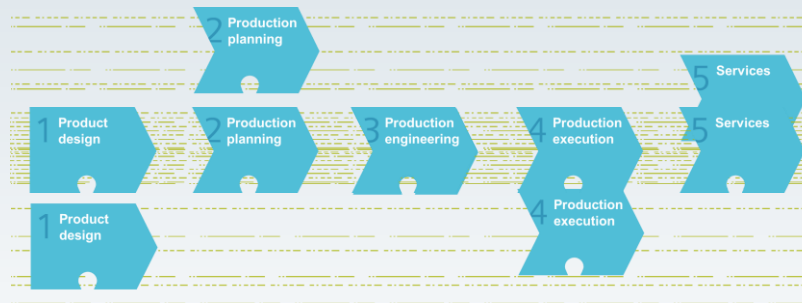 2 Production
planning
5 Services
1 Product
design
2 Production
planning
3 Production
engineering
4 Production
execution
5 Services
1 Product
design
4 Production
execution